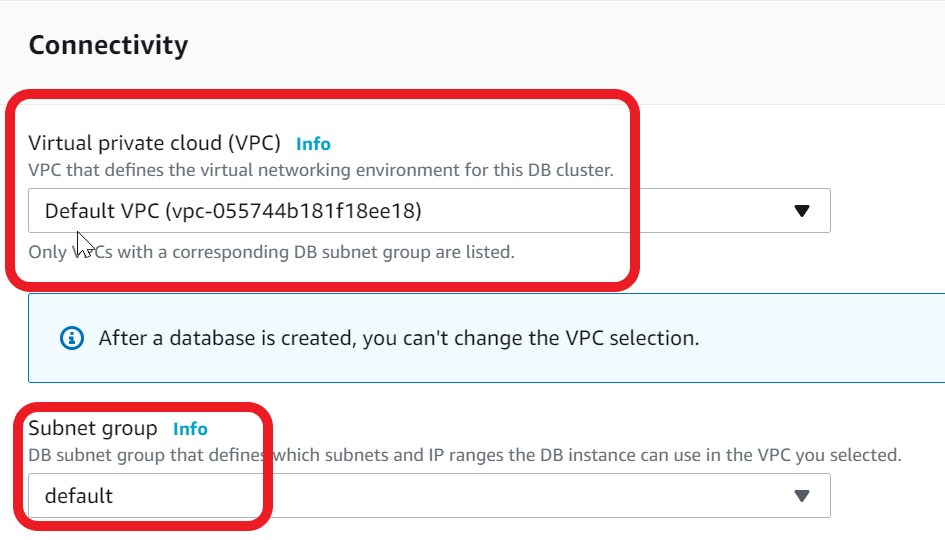 Connectivity
Virtual private cloud (VPC) Info
VPC that defines the virtual networking environment for this DB cluster.
Default VPC (vpc-055744b181f18ee18)
Only VPCs with a corresponding DB subnet group are listed.
After a database is created, you can't change the VPC selection.
Subnet group Info
DB subnet group that defines which subnets and IP ranges the DB instance can use in the VPC you selected.
default